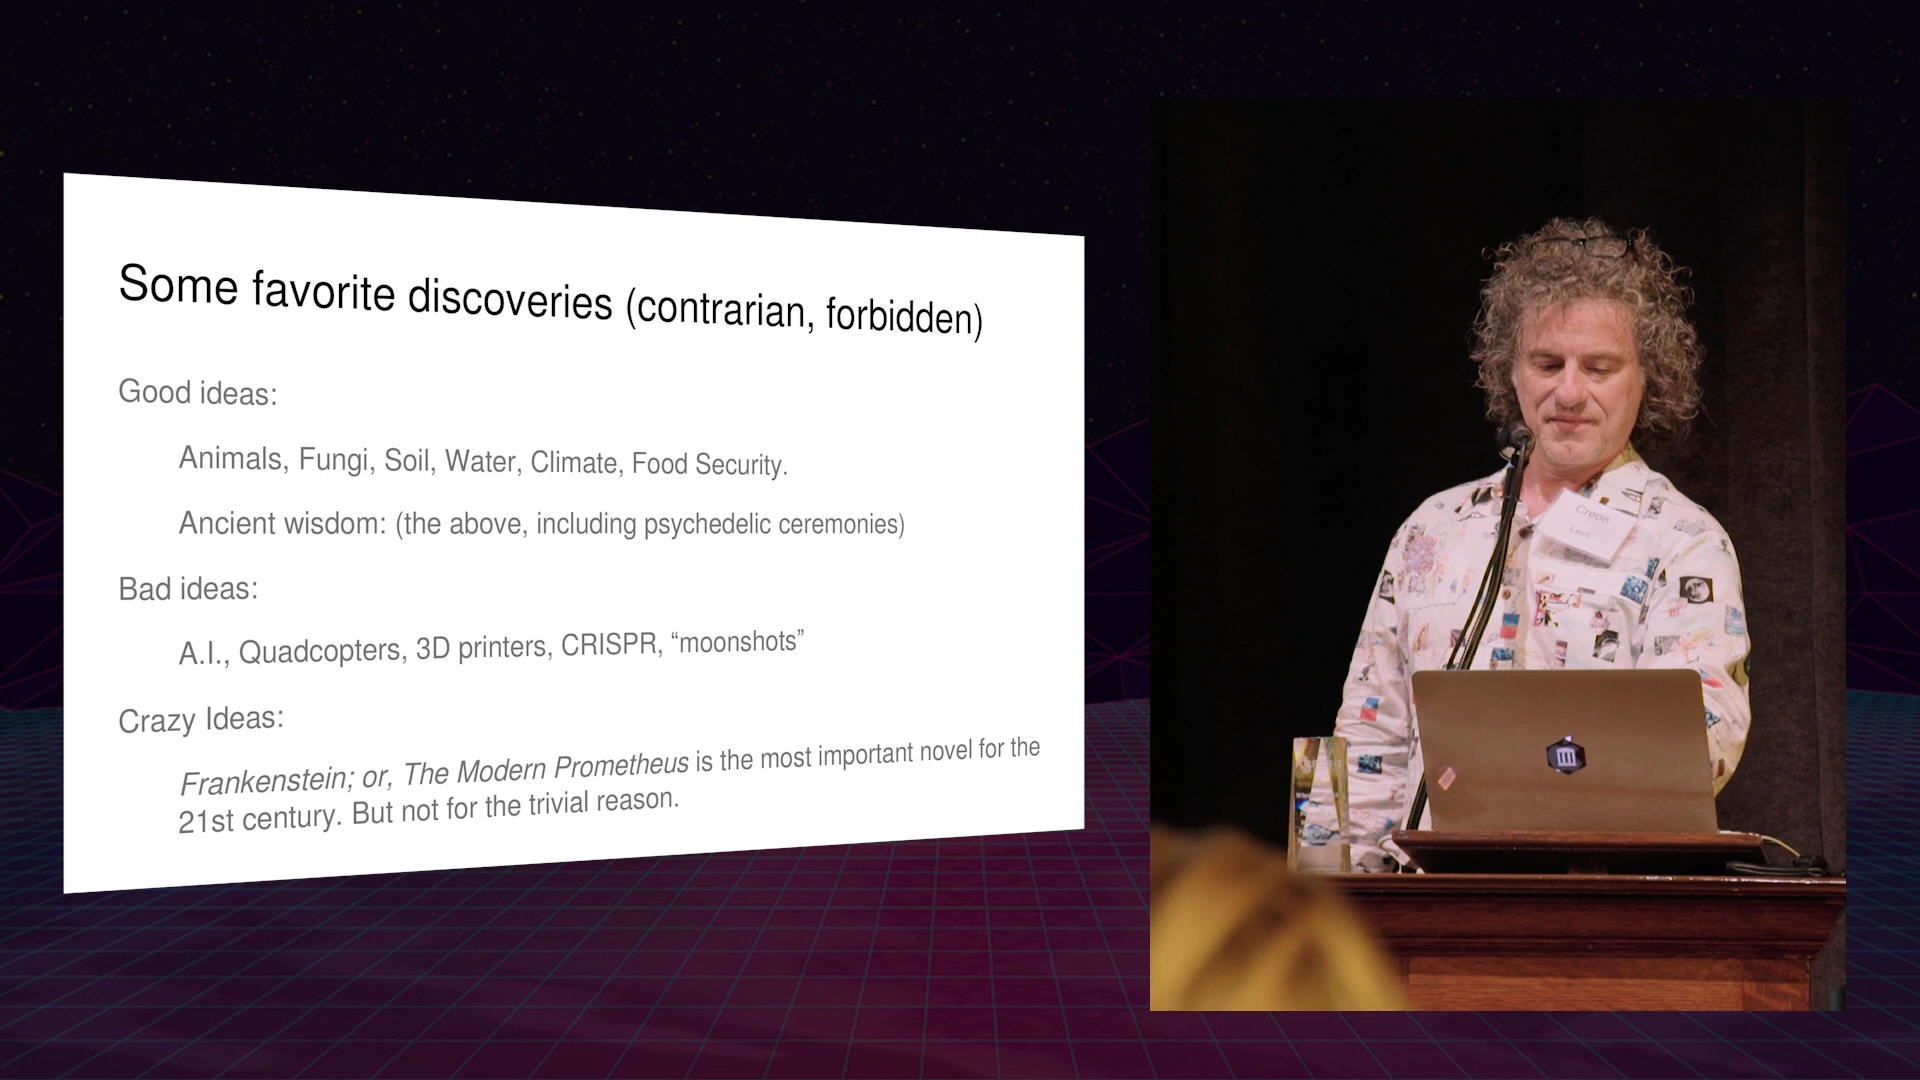 Some favorite discoveries (contrarian, forbidden)
Good ideas:
Animals, Fungi, Soil, Water, Climate, Food Security.
Ancient wisdom: (the above, including psychedelic ceremonies)
Bad ideas:
A.I., Quadcopters, 3D printers, CRISPR, “moonshots”
Crazy Ideas:
Frankenstein; or, The Modern Prometheus is the most important novel for the
21st century. But not for the trivial reason.
Creon
Levit